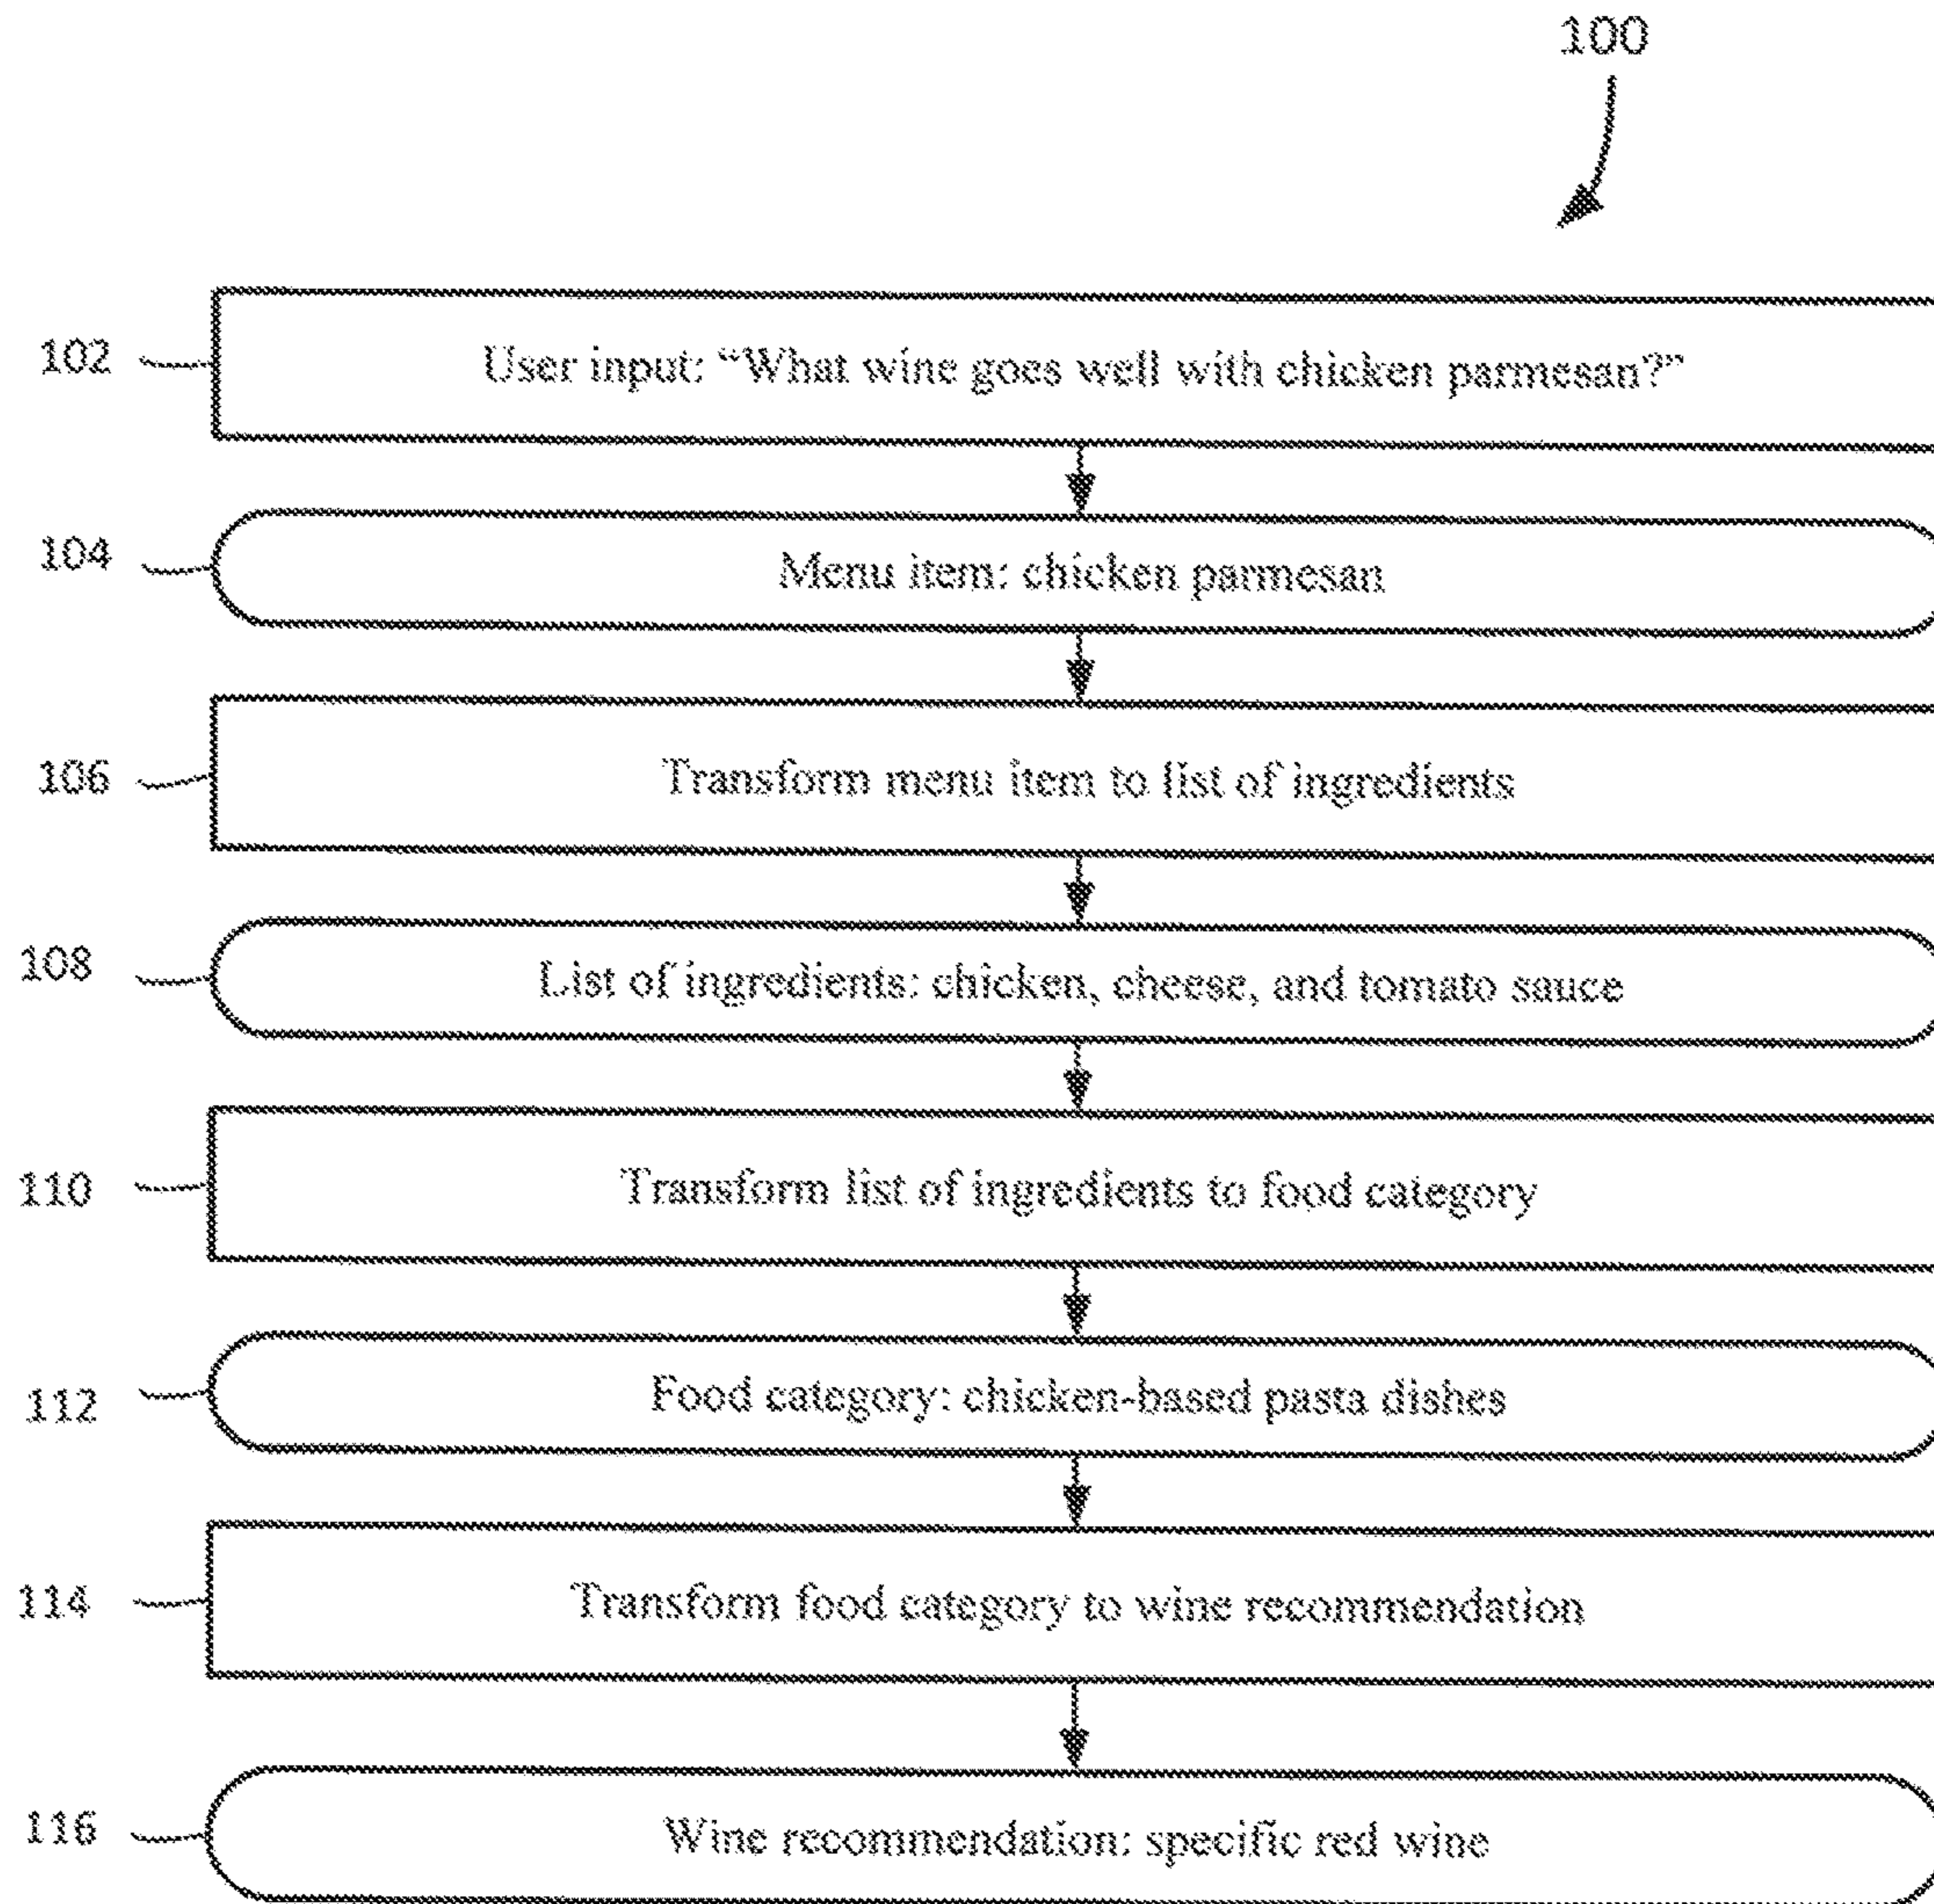 100
102 User input: “What wine goes well with chicken parmesan?”
104 Menu item: chicken parmesan
106 Transform menu item to list of ingredients
108 List of ingredients: chicken, cheese, and tomato sauce
110 Transform list of ingredients to food category
112 Food category: chicken-based pasta dishes
114 Transform food category to wine recommendation
116 Wine recommendation: specific red wine